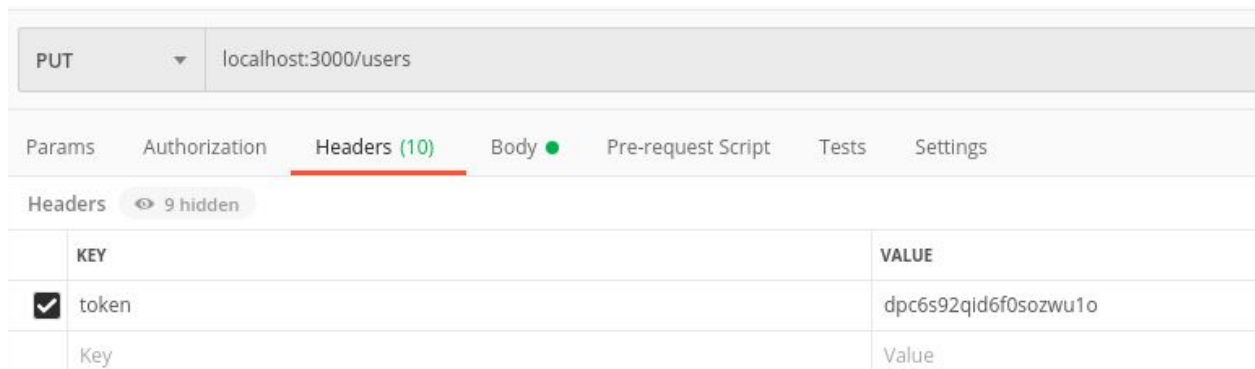 PUT localhost:3000/users
Params Authorization Headers (10) Body Pre-request Script Tests Settings
Headers 9 hidden
KEY VALUE
token dpc6s92qid6f0sozwu1o
Key Value